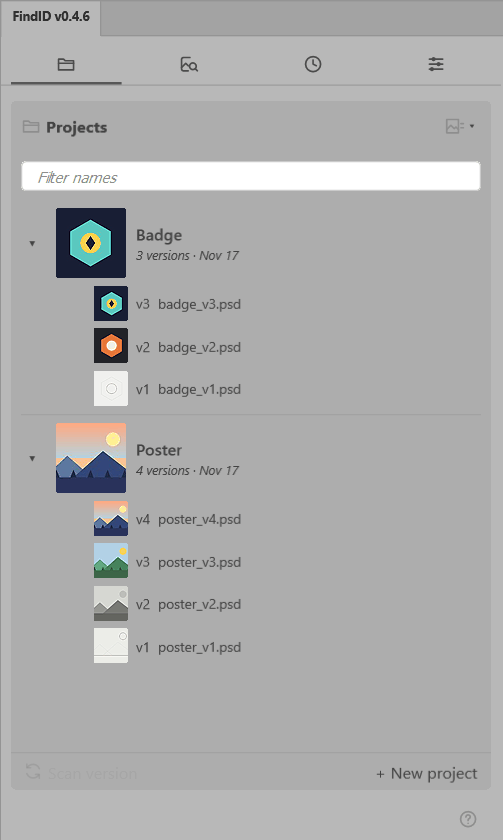 FindID v0.4.6
Projects
Filter names
Badge
3 versions · Nov 17
v3 badge_v3.psd
v2 badge_v2.psd
v1 badge_v1.psd
Poster
4 versions · Nov 17
v4 poster_v4.psd
v3 poster_v3.psd
v2 poster_v2.psd
v1 poster_v1.psd
Scan version
+ New project